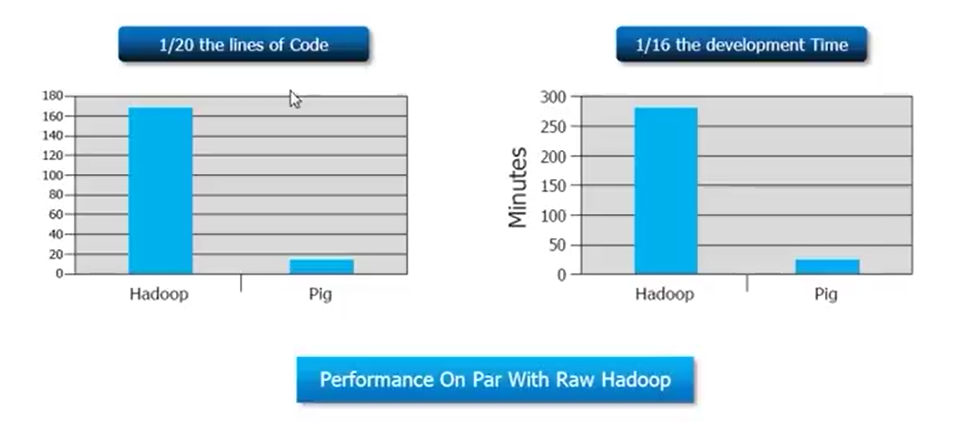 1/20 the lines of Code
1/16 the development Time
180
160
140
120
100
80
60
40
20
0
Hadoop
Pig
Minutes
300
250
200
150
100
50
0
Hadoop
Pig
Performance On Par With Raw Hadoop